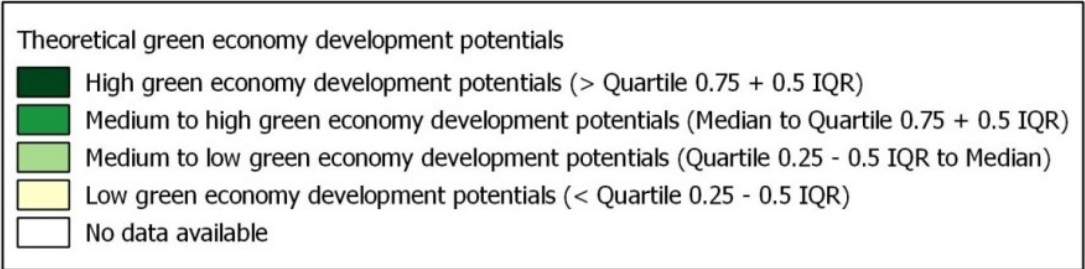 Theoretical green economy development potentials
High green economy development potentials (> Quartile 0.75 + 0.5 IQR)
Medium to high green economy development potentials (Median to Quartile 0.75 + 0.5 IQR)
Medium to low green economy development potentials (Quartile 0.25 - 0.5 IQR to Median)
Low green economy development potentials (< Quartile 0.25 - 0.5 IQR)
No data available